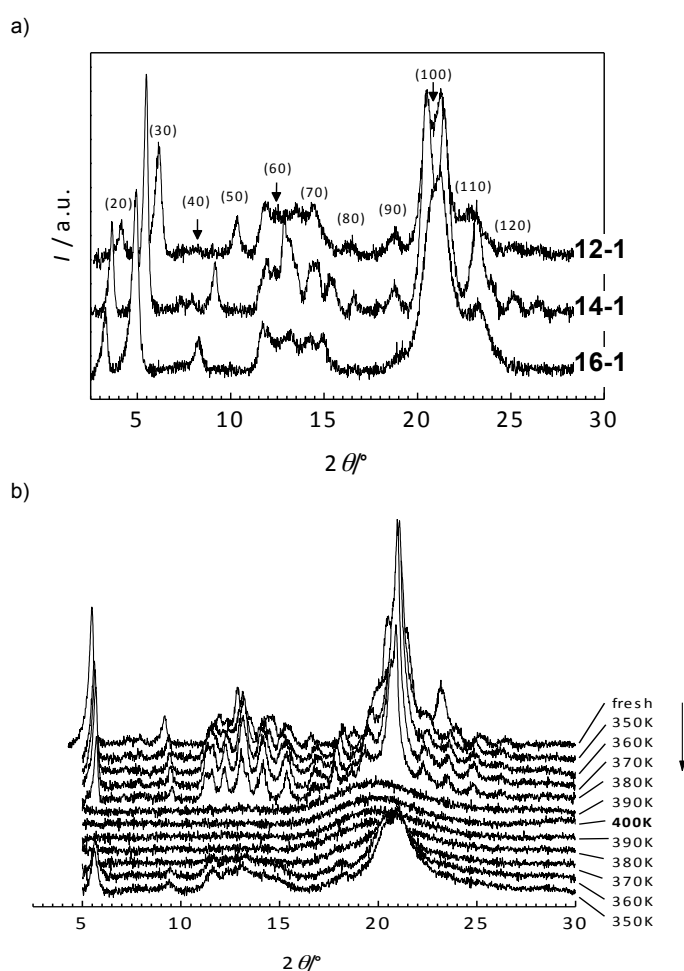 a)
(100)
(30)
(60)
(20)
(40)
(50)
(70)
(110)
(80)
(90)
(120)
12-1
14-1
16-1
I / a.u.
5 10 15 20 25 30
2 θ/°
b)
fresh
350K
360K
370K
380K
390K
400K
390K
380K
370K
360K
350K
5 10 15 20 25 30
2 θ/°